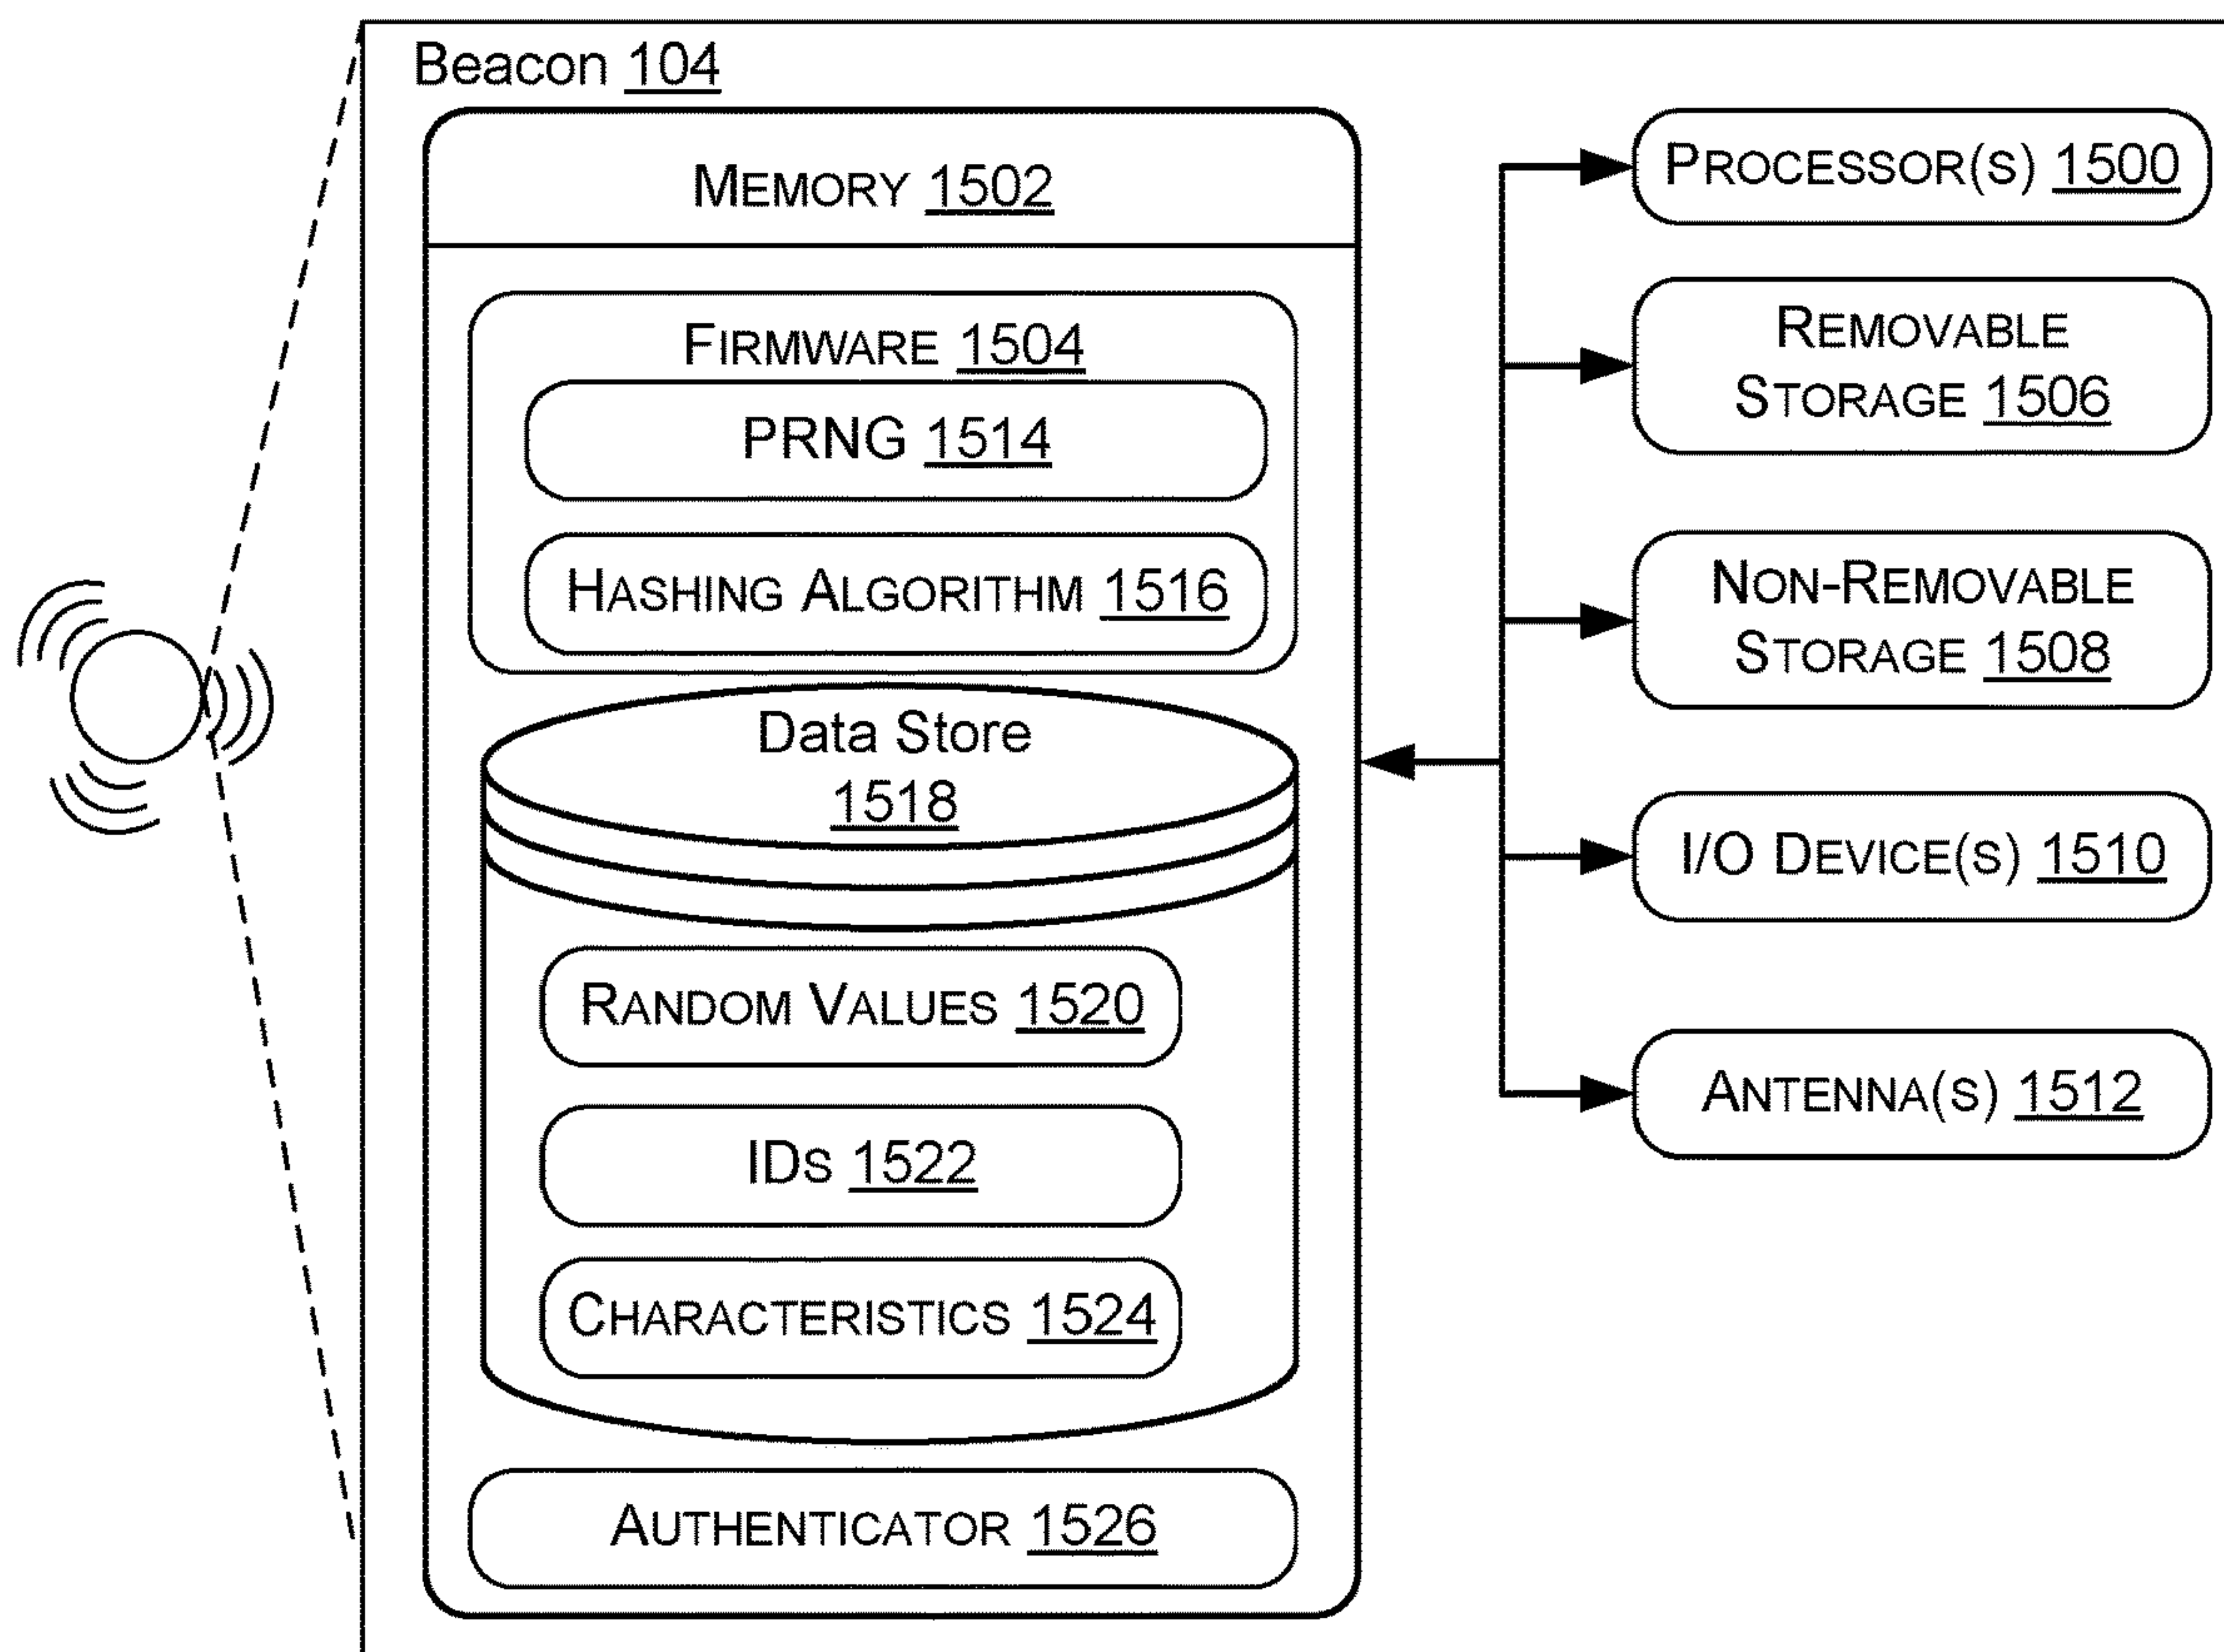 Beacon 104
MEMORY 1502
FIRMWARE 1504
PRNG 1514
HASHING ALGORITHM 1516
Data Store
1518
RANDOM VALUES 1520
IDS 1522
CHARACTERISTICS 1524
AUTHENTICATOR 1526
PROCESSOR(S) 1500
REMOVABLE
STORAGE 1506
NON-REMOVABLE
STORAGE 1508
I/O DEVICE(S) 1510
ANTENNA(S) 1512